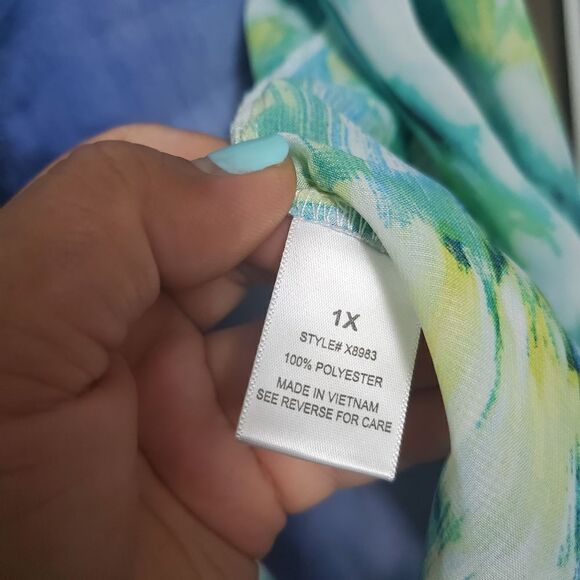 1X
STYLE# X8983
100% POLYESTER
MADE IN VIETNAM
SEE REVERSE FOR CARE